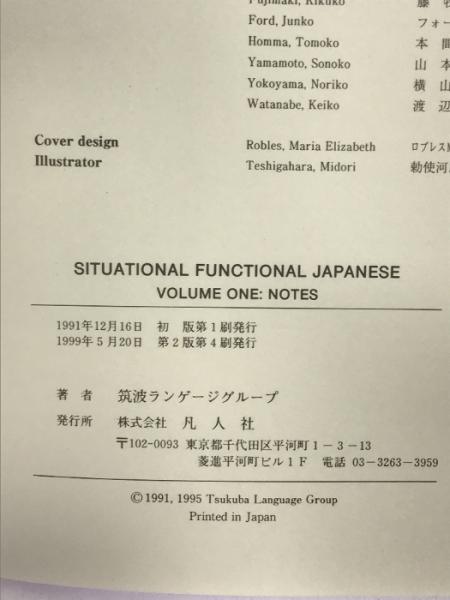 Fujimaki, Kikuko 藤
Ford, Junko フォー
Homma, Tomoko 本 間
Yamamoto, Sonoko 山 本
Yokoyama, Noriko 横 山
Watanabe, Keiko 渡 辺
Cover design Robles, Maria Elizabeth ロブレスM
Illustrator Teshigahara, Midori 勅使河
SITUATIONAL FUNCTIONAL JAPANESE
VOLUME ONE: NOTES
1991年12月16日 初 版第1刷発行
1999年5月20日 第2版第4刷発行
著 者 筑波ランゲージグループ
発行所 株式会社 凡 人 社
〒102-0093 東京都千代田区平河町1-3-13
菱進平河町ビル1F 電話 03-3263-3959
©1991, 1995 Tsukuba Language Group
Printed in Japan